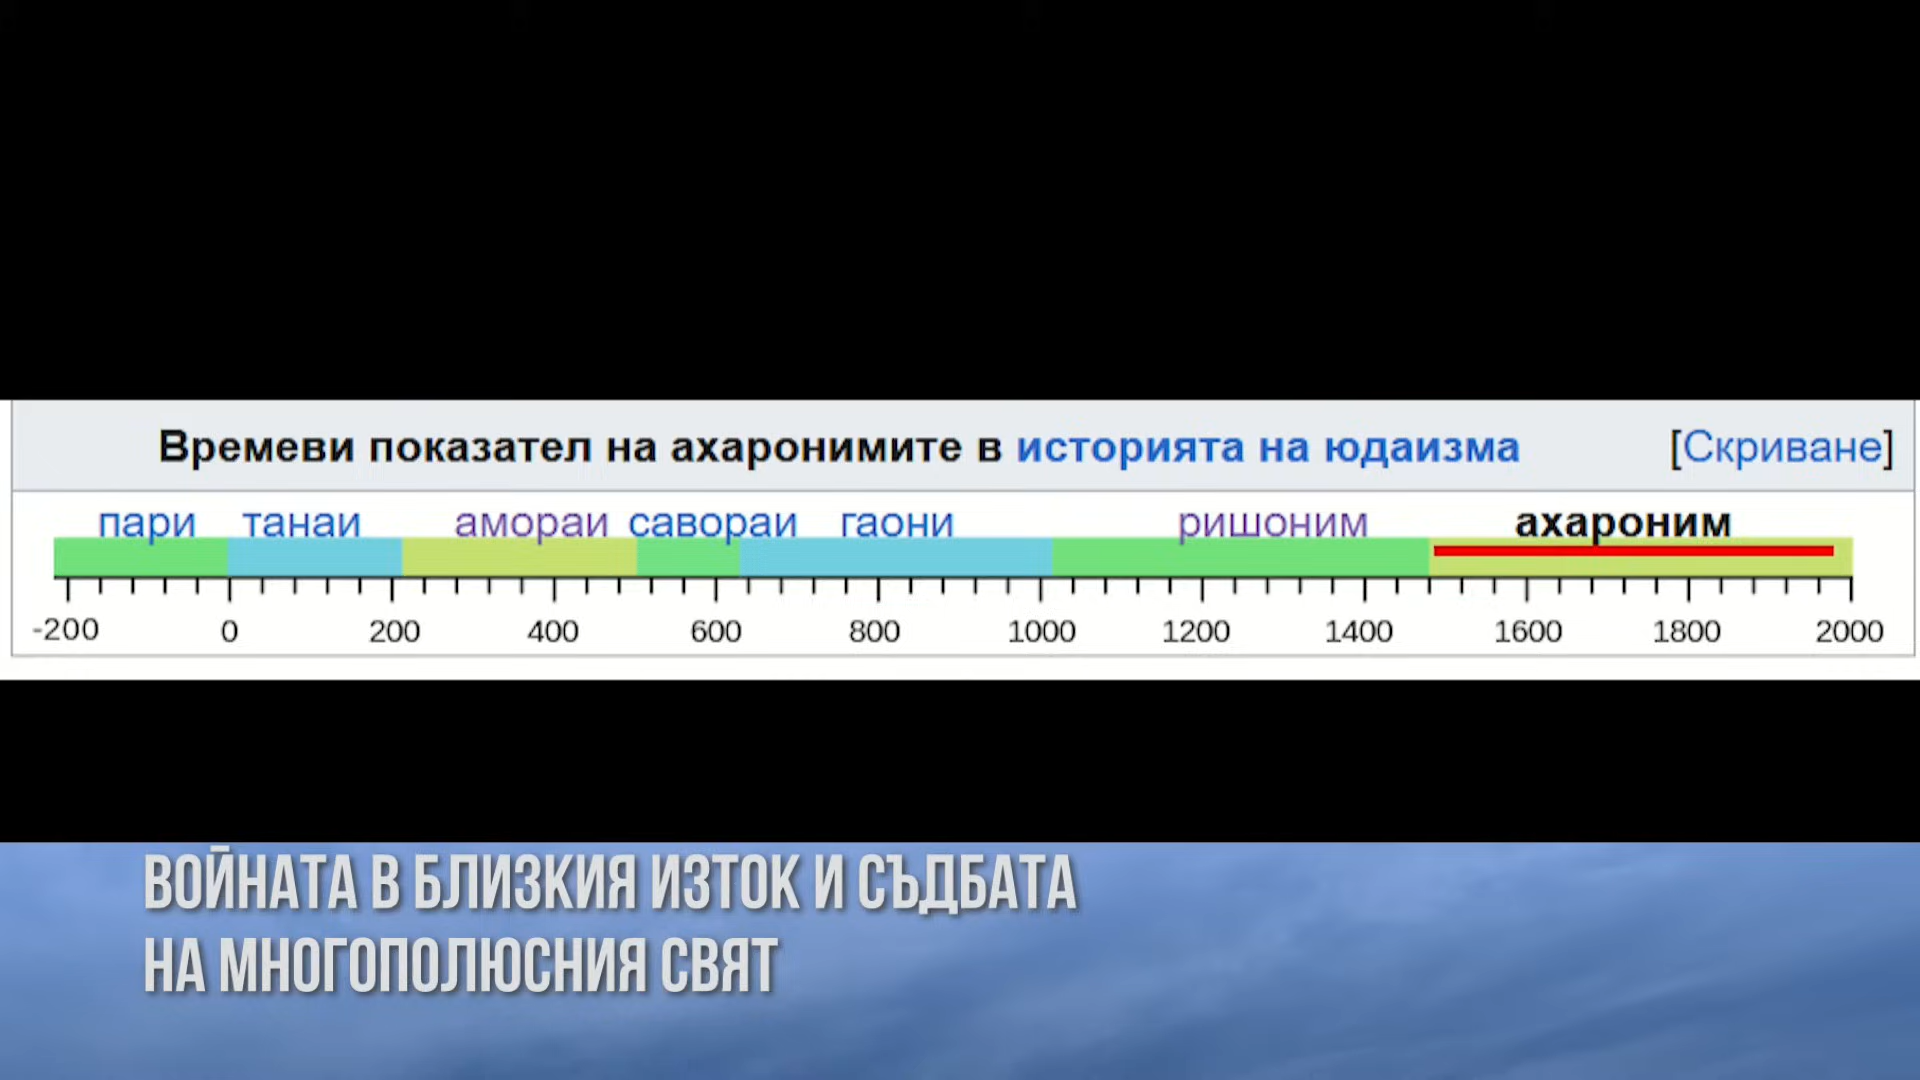 Времеви показател на ахаронимите в историята на юдаизма [Скриване]
пари танаи амораи савораи гаони ришоним ахароним
-200 0 200 400 600 800 1000 1200 1400 1600 1800 2000
ВОЙНАТА В БЛИЗКИЯ ИЗТОК И СЪДБАТА
НА МНОГОПОЛЮСНИЯ СВЯТ